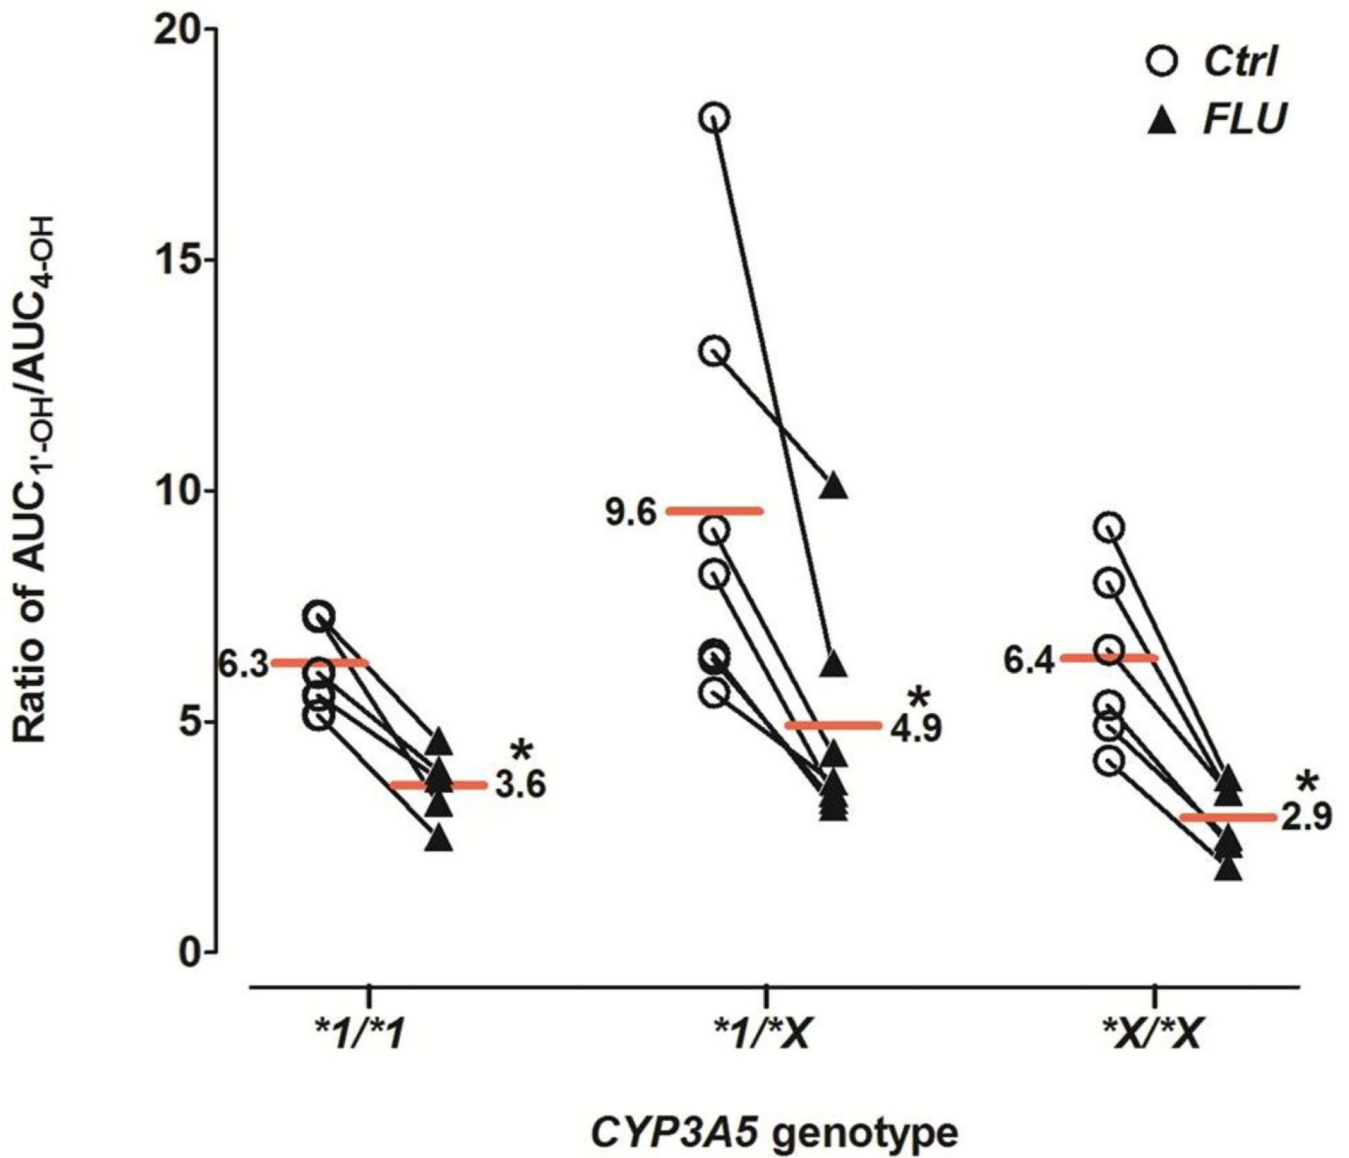 20
15
10
5
0
Ratio of AUC1'-OH/AUC4-OH
Ctrl
FLU
6.3
*
3.6
9.6
*
4.9
6.4
*
2.9
*1/*1
*1/*X
*X/*X
CYP3A5 genotype